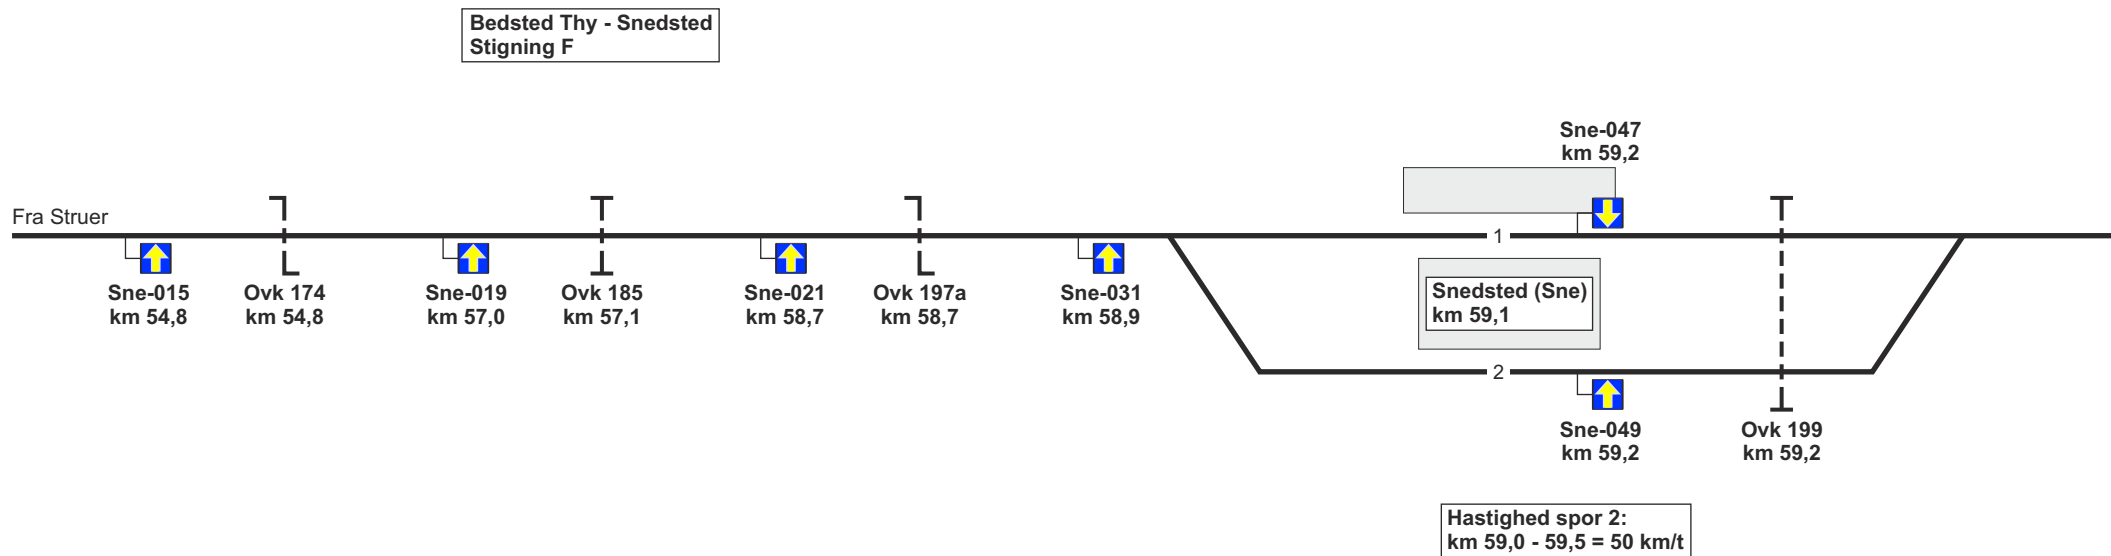 Bedsted Thy - Snedsted
Stigning F
Sne-047
km 59,2
Fra Struer
1
Sne-015
km 54,8
Ovk 174
km 54,8
Sne-019
km 57,0
Ovk 185
km 57,1
Sne-021
km 58,7
Ovk 197a
km 58,7
Sne-031
km 58,9
Snedsted (Sne)
km 59,1
2
Sne-049
km 59,2
Ovk 199
km 59,2
Hastighed spor 2:
km 59,0 - 59,5 = 50 km/t